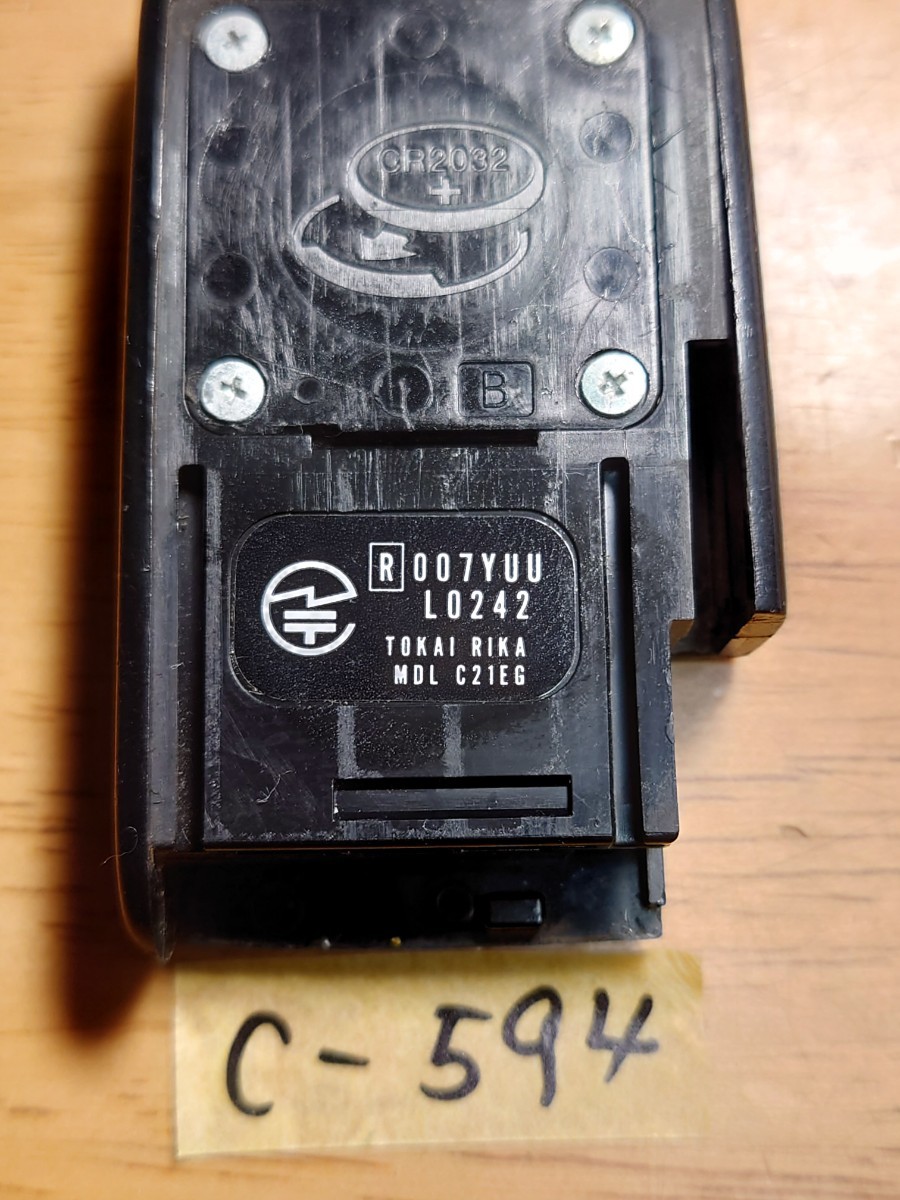 CR2032
+
B
R 007YUU
L0242
TOKAI RIKA
MDL C21EG
C-594